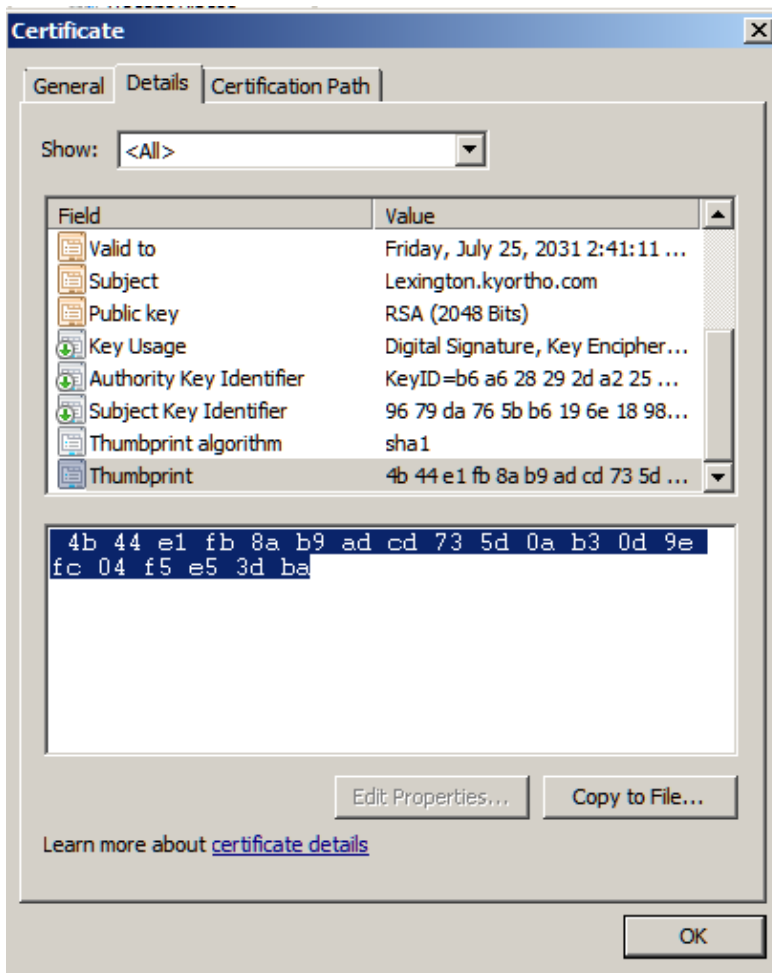 Certificate
General Details Certification Path
Show: <All>
Field Value
Valid to Friday, July 25, 2031 2:41:11 ...
Subject Lexington.kyortho.com
Public key RSA (2048 Bits)
Key Usage Digital Signature, Key Encipher...
Authority Key Identifier KeyID=b6 a6 28 29 2d a2 25 ...
Subject Key Identifier 96 79 da 76 5b b6 19 6e 18 98...
Thumbprint algorithm sha1
Thumbprint 4b 44 e1 fb 8a b9 ad cd 73 5d ...
4b 44 e1 fb 8a b9 ad cd 73 5d 0a b3 0d 9e
fc 04 f5 e5 3d ba
Edit Properties... Copy to File...
Learn more about certificate details
OK